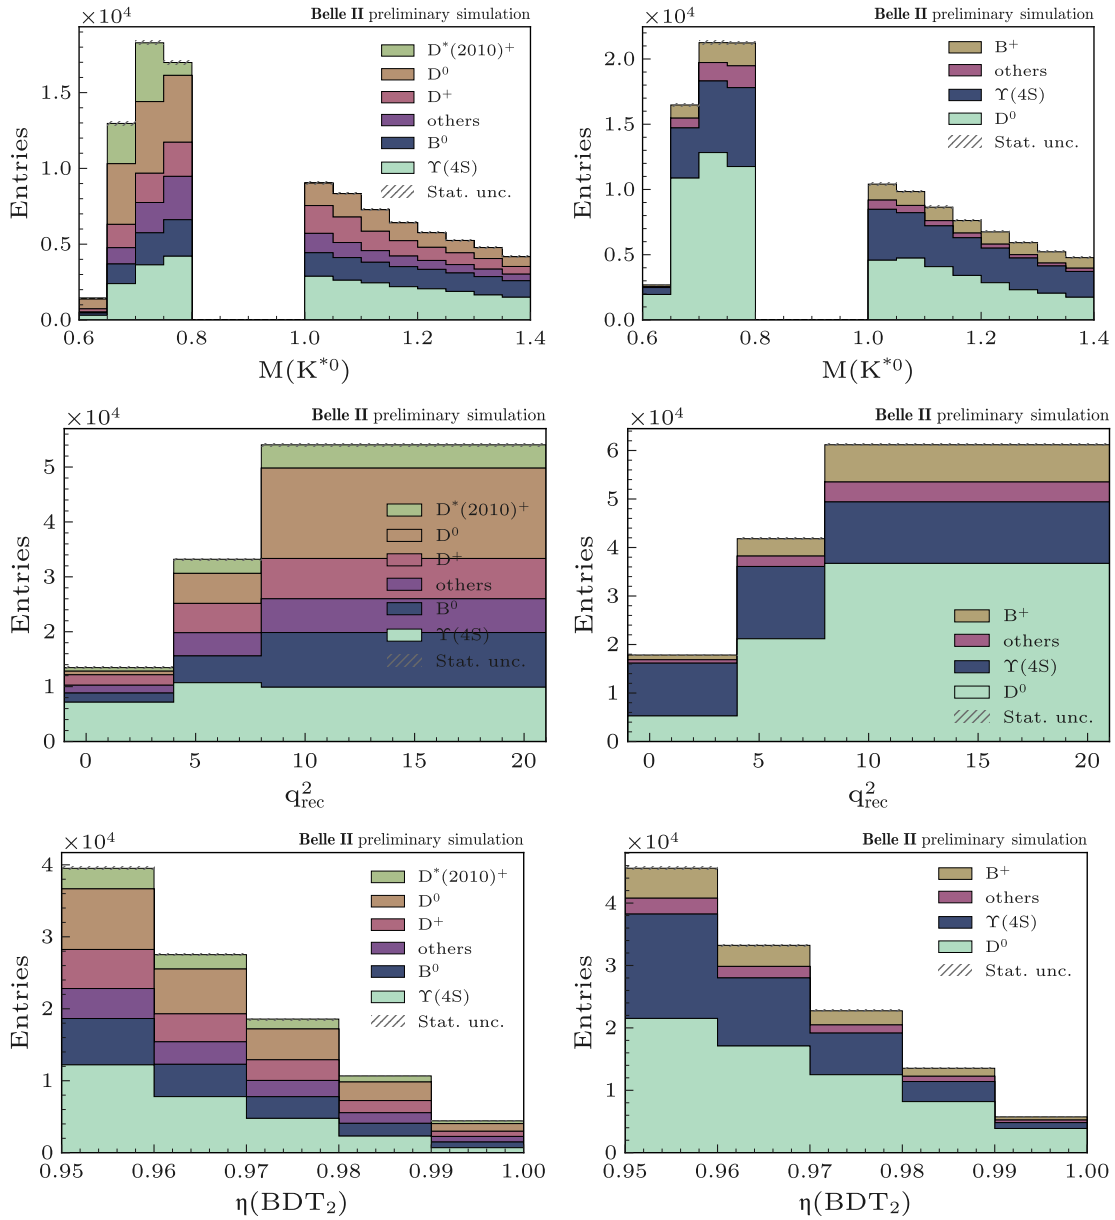 ×10⁴
Belle II preliminary simulation
Entries
1.5
1.0
0.5
0.0
D*(2010)⁺
D⁰
D⁺
others
B⁰
ϒ(4S)
Stat. unc.
0.6 0.8 1.0 1.2 1.4
M(K*⁰)
×10⁴
Belle II preliminary simulation
Entries
2.0
1.5
1.0
0.5
0.0
B⁺
others
ϒ(4S)
D⁰
Stat. unc.
0.6 0.8 1.0 1.2 1.4
M(K*⁰)
×10⁴
Belle II preliminary simulation
Entries
5
4
3
2
1
0
D*(2010)⁺
D⁰
D⁺
others
B⁰
ϒ(4S)
Stat. unc.
0 5 10 15 20
q²rec
×10⁴
Belle II preliminary simulation
Entries
6
5
4
3
2
1
0
B⁺
others
ϒ(4S)
D⁰
Stat. unc.
0 5 10 15 20
q²rec
×10⁴
Belle II preliminary simulation
Entries
4
3
2
1
0
D*(2010)⁺
D⁰
D⁺
others
B⁰
ϒ(4S)
Stat. unc.
0.95 0.96 0.97 0.98 0.99 1.00
η(BDT₂)
×10⁴
Belle II preliminary simulation
Entries
4
3
2
1
0
B⁺
others
ϒ(4S)
D⁰
Stat. unc.
0.95 0.96 0.97 0.98 0.99 1.00
η(BDT₂)